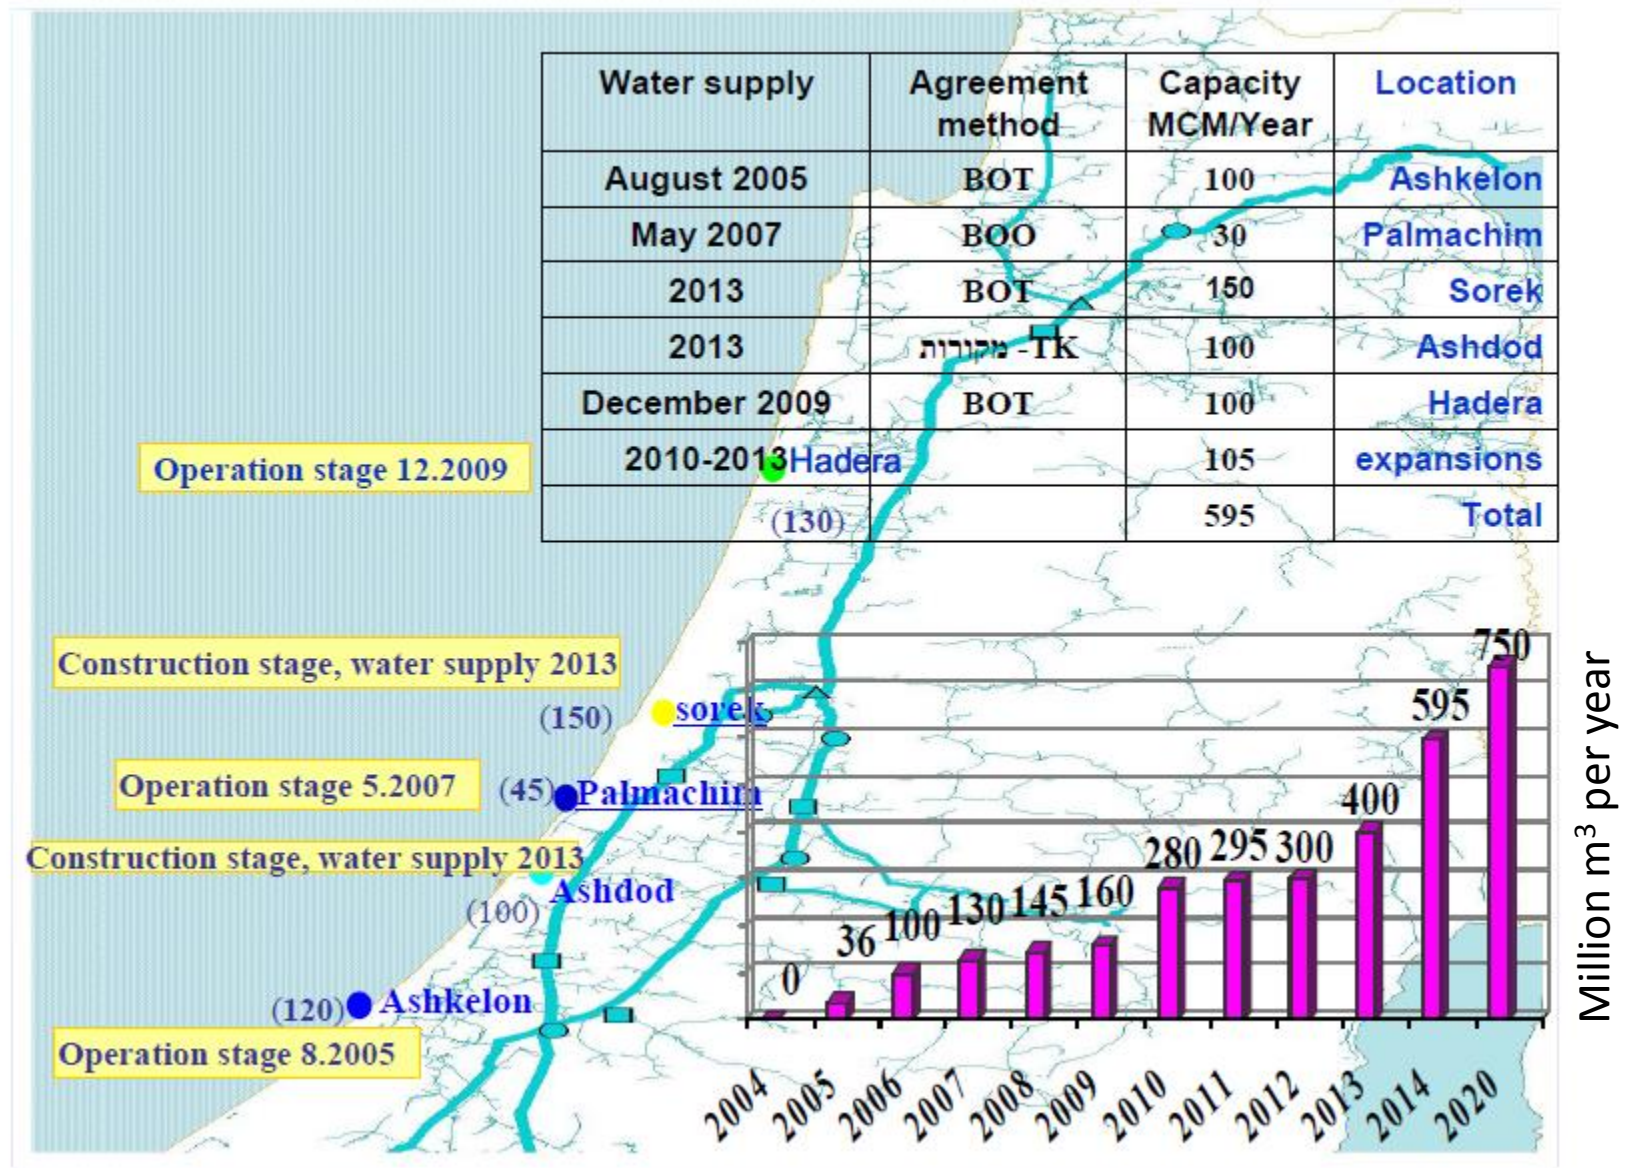 Water supply Agreement method Capacity MCM/Year Location
August 2005 BOT 100 Ashkelon
May 2007 BOO 30 Palmachim
2013 BOT 150 Sorek
2013 מקורות -TK 100 Ashdod
December 2009 BOT 100 Hadera
2010-2013 105 expansions
595 Total
Operation stage 12.2009
Hadera
(130)
Construction stage, water supply 2013
(150)
sorek
Operation stage 5.2007
(45)
Palmachim
Construction stage, water supply 2013
Ashdod
(100)
(120)
Ashkelon
Operation stage 8.2005
0 36 100 130 145 160 280 295 300 400 595 750
2004 2005 2006 2007 2008 2009 2010 2011 2012 2013 2014 2020
Million m³ per year